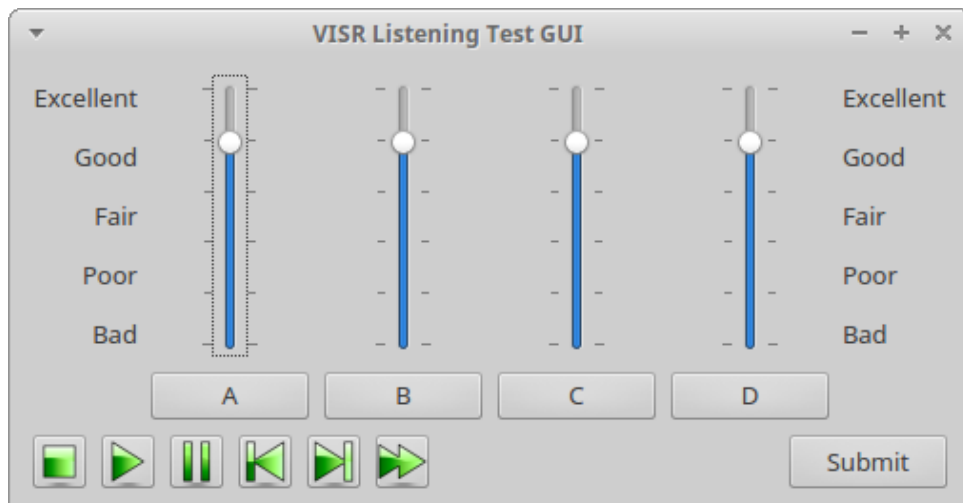 VISR Listening Test GUI
Excellent Excellent
Good Good
Fair Fair
Poor Poor
Bad Bad
A B C D
Submit